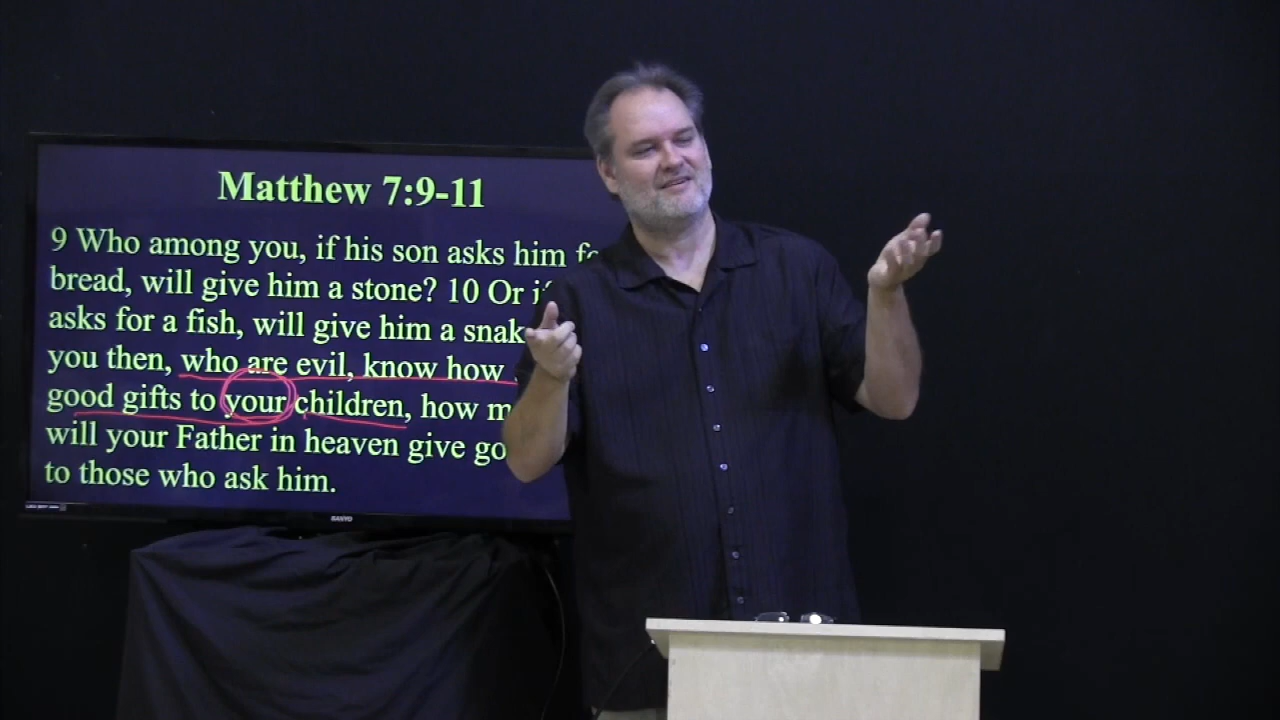 Matthew 7:9-11
9 Who among you, if his son asks him
bread, will give him a stone? 10 Or
asks for a fish, will give him a
you then, who are evil, know how
good gifts to your children, how
will your Father in heaven give
to those who ask him.
SANYO